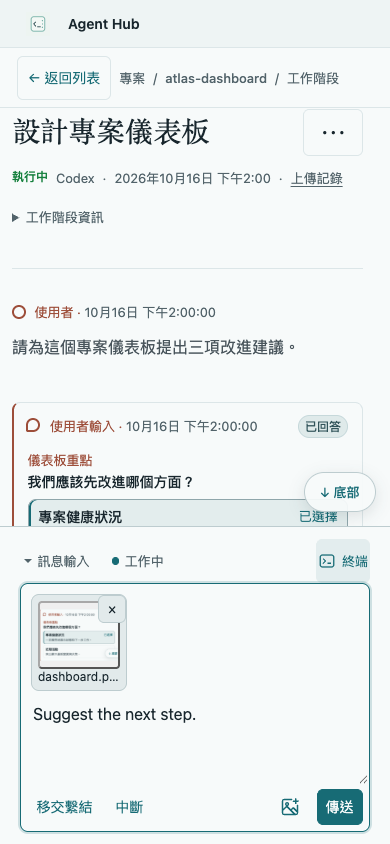 Agent Hub
← 返回列表 專案 / atlas-dashboard / 工作階段
設計專案儀表板
執行中 Codex · 2026年10月16日 下午2:00 · 上傳記錄
工作階段資訊
使用者 · 10月16日 下午2:00:00
請為這個專案儀表板提出三項改進建議。
使用者輸入 · 10月16日 下午2:00:00 已回答
儀表板重點
我們應該先改進哪個方面？
↓ 底部
專案健康狀況 已選擇
訊息輸入 工作中 終端
dashboard.p...
Suggest the next step.
移交繫結 中斷 傳送